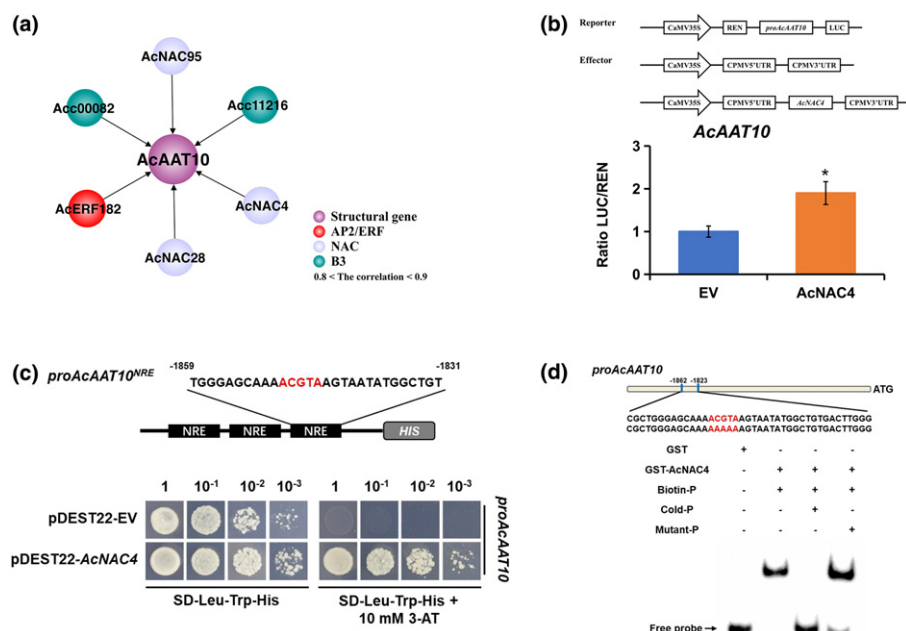 (a)
AcNAC95
Acc00082
Acc11216
AcAAT10
AcERF182
AcNAC4
AcNAC28
Structural gene
AP2/ERF
NAC
B3
0.8 < The correlation < 0.9
(b)
Reporter
CaMV35S REN proAcAAT10 LUC
Effector
CaMV35S CPMV5'UTR CPMV3'UTR
CaMV35S CPMV5'UTR AcNAC4 CPMV3'UTR
AcAAT10
Ratio LUC/REN
3
2
1
0
*
EV AcNAC4
(c)
-1859 -1831
proAcAAT10NRE
TGGGAGCAAAACGTAAGTAATATGGCTGT
NRE NRE NRE HIS
1 10-1 10-2 10-3 1 10-1 10-2 10-3
pDEST22-EV
pDEST22-AcNAC4
proAcAAT10
SD-Leu-Trp-His SD-Leu-Trp-His +
10 mM 3-AT
(d)
proAcAAT10
-1862 -1823
ATG
CGCTGGGAGCAAAACGTAAGTAATATGGCTGTGACTTGGG
CGCTGGGAGCAAAAAAAAAGTAATATGGCTGTGACTTGGG
GST + - - -
GST-AcNAC4 - + + +
Biotin-P - + + +
Cold-P - - + -
Mutant-P - - - +
Free probe